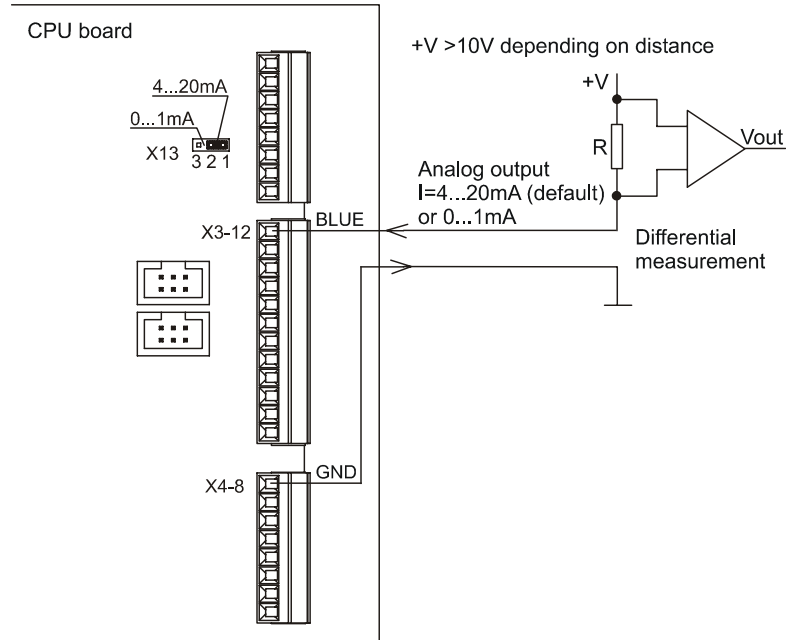 CPU board
+V >10V depending on distance
4...20mA
+V
0...1mA
X13
3 2 1
R
Vout
Analog output
I=4...20mA (default)
or 0...1mA
X3-12
BLUE
Differential
measurement
X4-8
GND